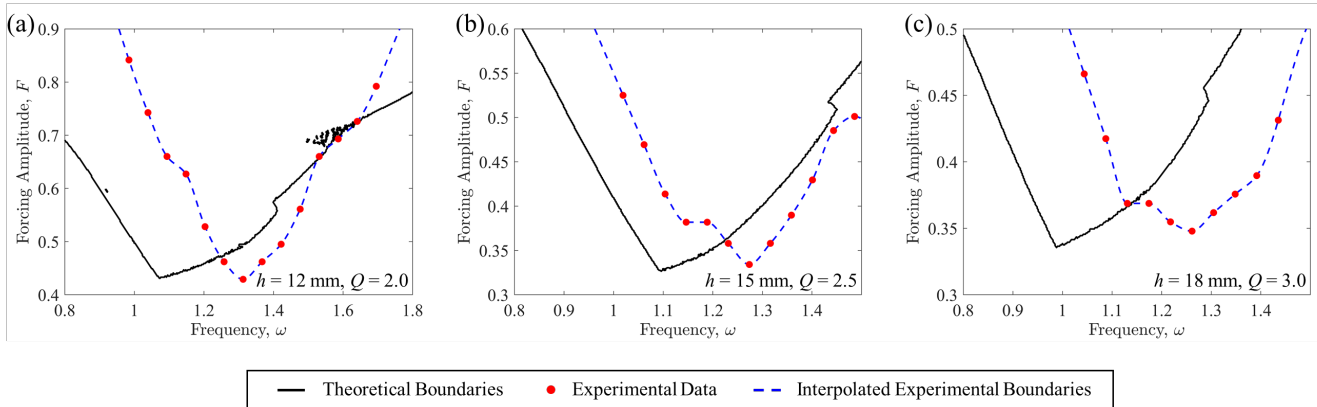 (a)
Forcing Amplitude, F
0.9
0.8
0.7
0.6
0.5
0.4
0.8
1
1.2
1.4
1.6
1.8
h = 12 mm, Q = 2.0
Frequency, ω
(b)
Forcing Amplitude, F
0.6
0.55
0.5
0.45
0.4
0.35
0.3
0.8
0.9
1
1.1
1.2
1.3
1.4
h = 15 mm, Q = 2.5
Frequency, ω
(c)
Forcing Amplitude, F
0.5
0.45
0.4
0.35
0.3
0.8
0.9
1
1.1
1.2
1.3
1.4
h = 18 mm, Q = 3.0
Frequency, ω
Theoretical Boundaries
Experimental Data
Interpolated Experimental Boundaries